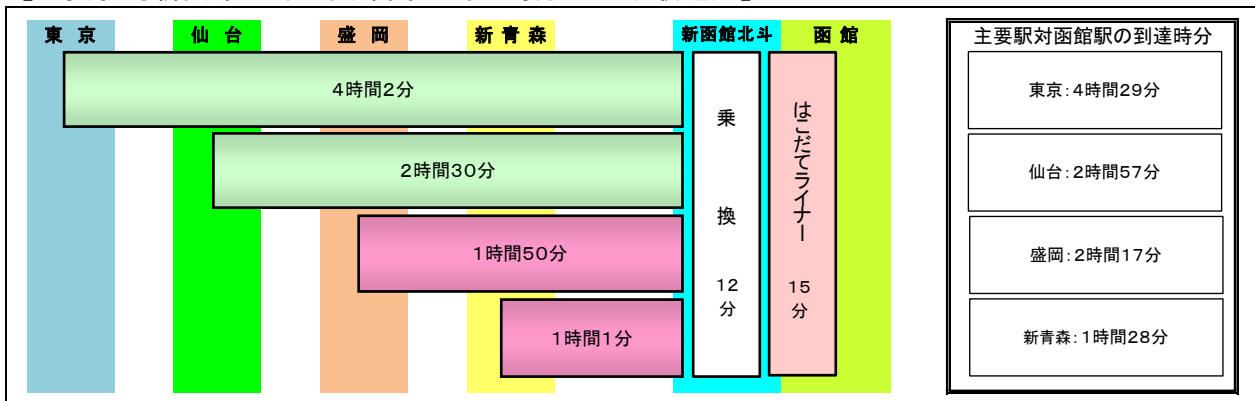 東京
仙台
盛岡
新青森
新函館北斗
函館
主要駅対函館駅の到達時分
4時間2分
2時間30分
1時間50分
1時間1分
乗換
12分
はこだてライナー
15分
東京:4時間29分
仙台:2時間57分
盛岡:2時間17分
新青森:1時間28分